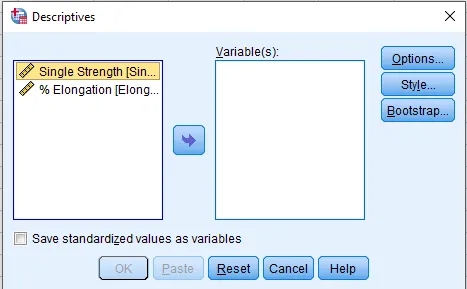 Descriptives
Variable(s):
Single Strength [Sin...
% Elongation [Elong...
Options...
Style...
Bootstrap...
Save standardized values as variables
OK Paste Reset Cancel Help